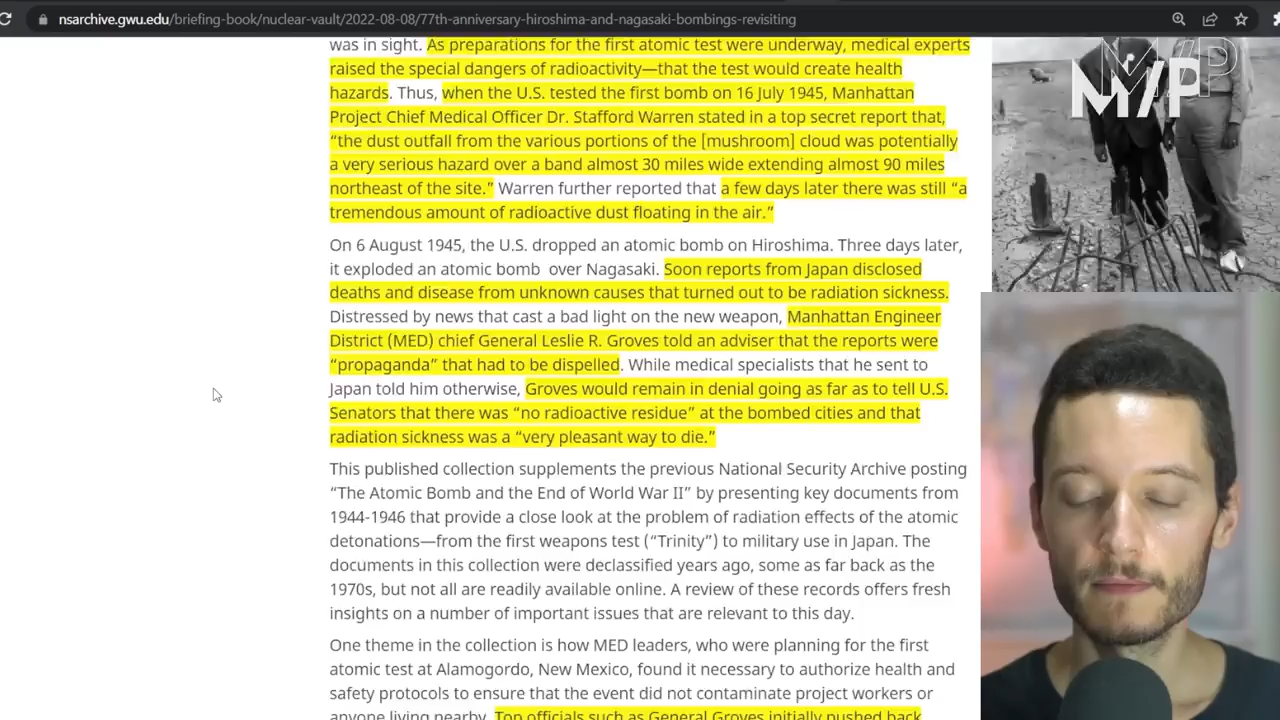 nsarchive.gwu.edu/briefing-book/nuclear-vault/2022-08-08/77th-anniversary-hiroshima-and-nagasaki-bombings-revisiting
was in sight. As preparations for the first atomic test were underway, medical experts
raised the special dangers of radioactivity—that the test would create health
hazards. Thus, when the U.S. tested the first bomb on 16 July 1945, Manhattan
Project Chief Medical Officer Dr. Stafford Warren stated in a top secret report that,
“the dust outfall from the various portions of the [mushroom] cloud was potentially
a very serious hazard over a band almost 30 miles wide extending almost 90 miles
northeast of the site.” Warren further reported that a few days later there was still “a
tremendous amount of radioactive dust floating in the air.”
On 6 August 1945, the U.S. dropped an atomic bomb on Hiroshima. Three days later,
it exploded an atomic bomb over Nagasaki. Soon reports from Japan disclosed
deaths and disease from unknown causes that turned out to be radiation sickness.
Distressed by news that cast a bad light on the new weapon, Manhattan Engineer
District (MED) chief General Leslie R. Groves told an adviser that the reports were
“propaganda” that had to be dispelled. While medical specialists that he sent to
Japan told him otherwise, Groves would remain in denial going as far as to tell U.S.
Senators that there was “no radioactive residue” at the bombed cities and that
radiation sickness was a “very pleasant way to die.”
This published collection supplements the previous National Security Archive posting
“The Atomic Bomb and the End of World War II” by presenting key documents from
1944-1946 that provide a close look at the problem of radiation effects of the atomic
detonations—from the first weapons test (“Trinity”) to military use in Japan. The
documents in this collection were declassified years ago, some as far back as the
1970s, but not all are readily available online. A review of these records offers fresh
insights on a number of important issues that are relevant to this day.
One theme in the collection is how MED leaders, who were planning for the first
atomic test at Alamogordo, New Mexico, found it necessary to authorize health and
safety protocols to ensure that the event did not contaminate project workers or
anyone living nearby. Top officials such as General Groves initially pushed back
M/P